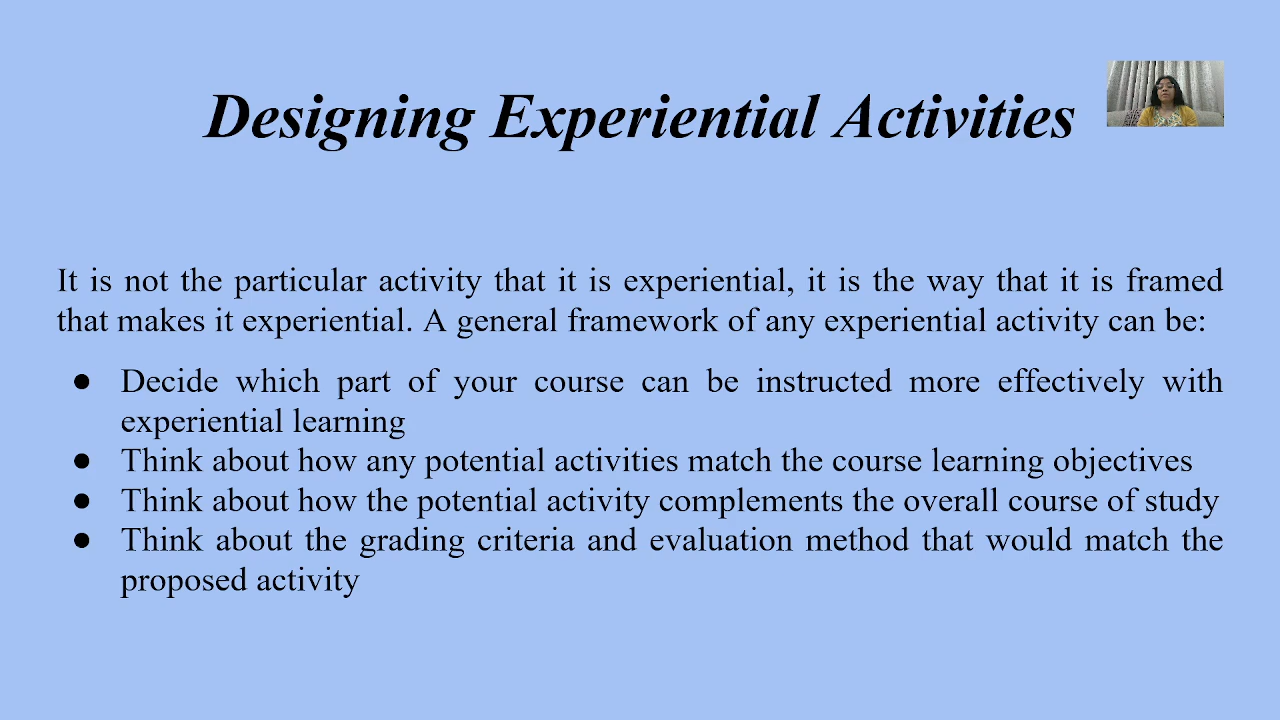 Designing Experiential Activities
It is not the particular activity that it is experiential, it is the way that it is framed
that makes it experiential. A general framework of any experiential activity can be:
● Decide which part of your course can be instructed more effectively with
experiential learning
● Think about how any potential activities match the course learning objectives
● Think about how the potential activity complements the overall course of study
● Think about the grading criteria and evaluation method that would match the
proposed activity